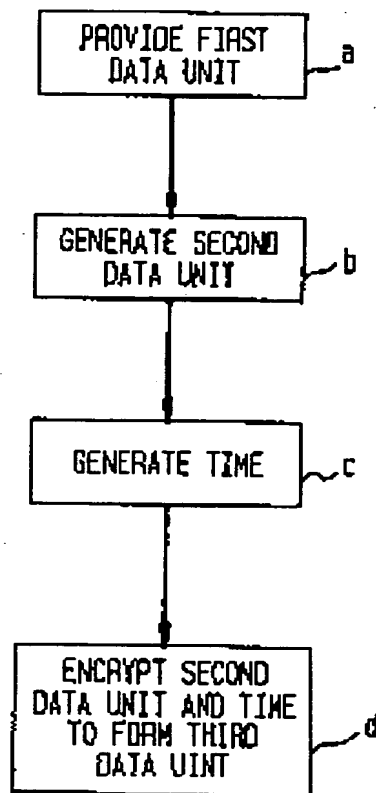 PROVIDE FIRST
DATA UNIT
a
GENERATE SECOND
DATA UNIT
b
GENERATE TIME
c
ENCRYPT SECOND
DATA UNIT AND TIME
TO FORM THIRD
DATA UINT
d